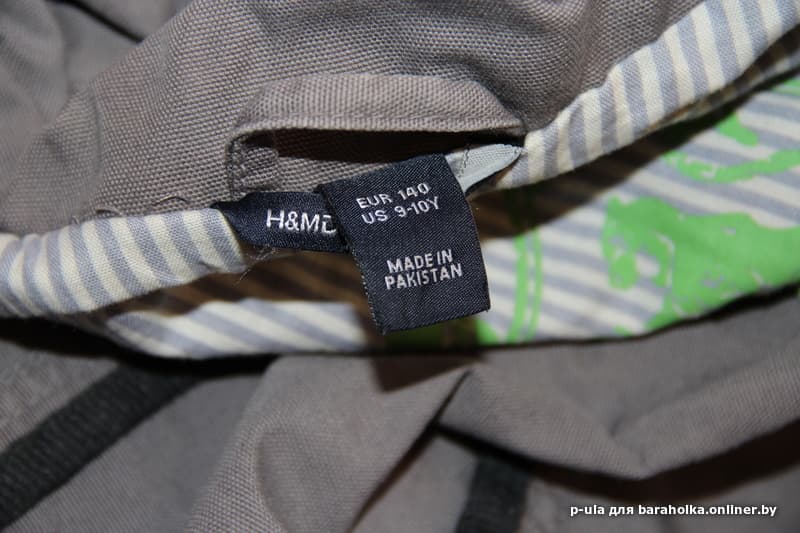 H&M
EUR 140
US 9-10Y
MADE IN
PAKISTAN
p-ula для baraholka.onliner.by